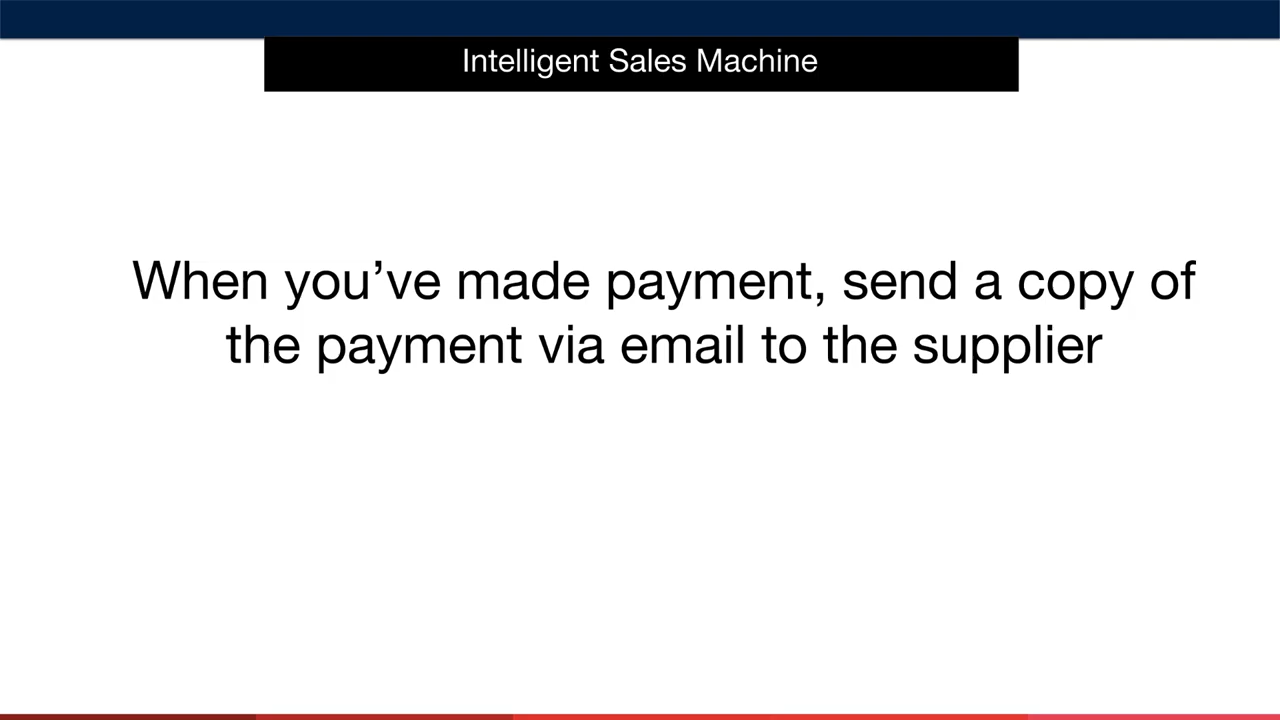 Intelligent Sales Machine
When you’ve made payment, send a copy of
the payment via email to the supplier